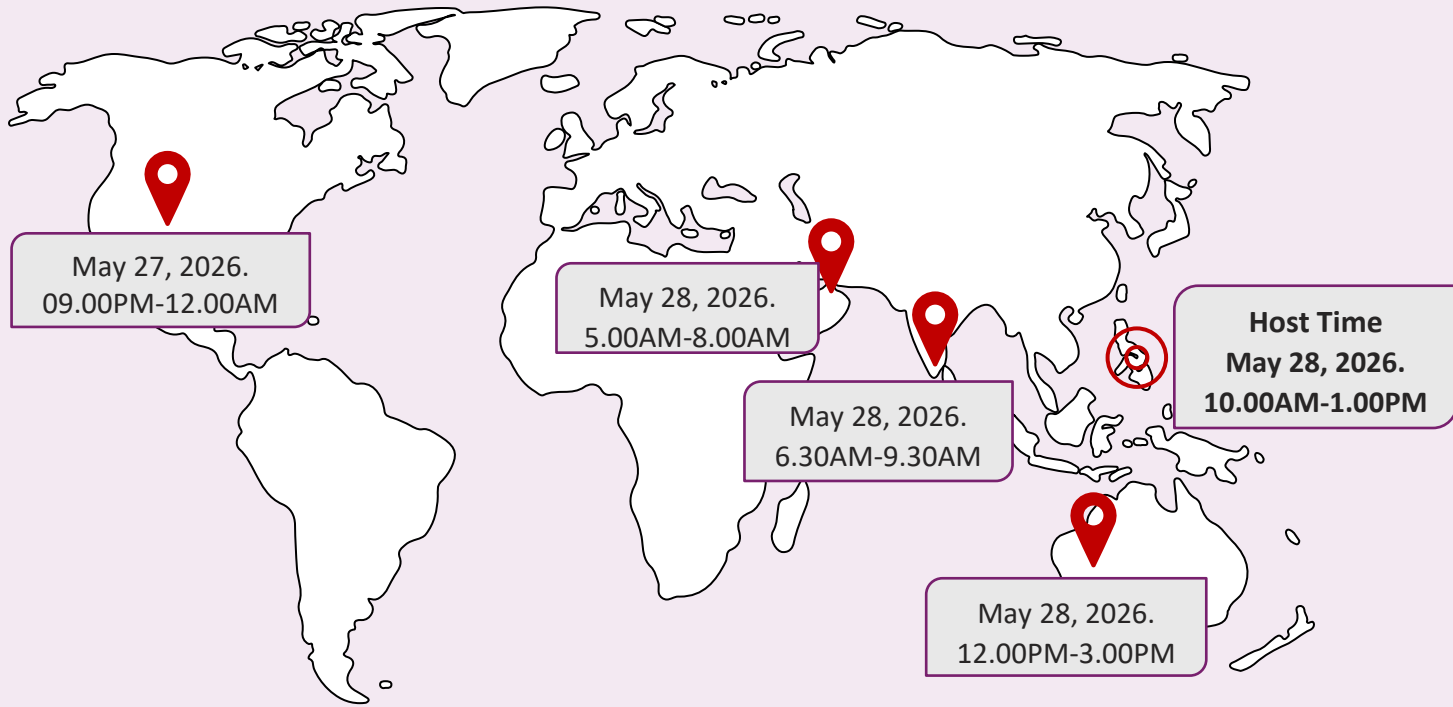 May 27, 2026.
09.00PM-12.00AM
May 28, 2026.
5.00AM-8.00AM
Host Time
May 28, 2026.
10.00AM-1.00PM
May 28, 2026.
6.30AM-9.30AM
May 28, 2026.
12.00PM-3.00PM